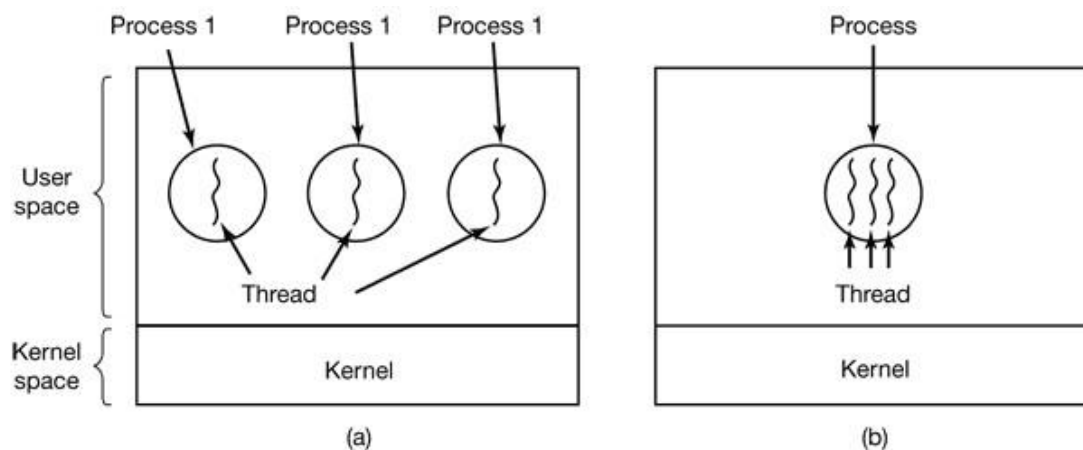 Process 1
Process 1
Process 1
Process
User
space
Thread
Thread
Kernel
space
Kernel
Kernel
(a)
(b)